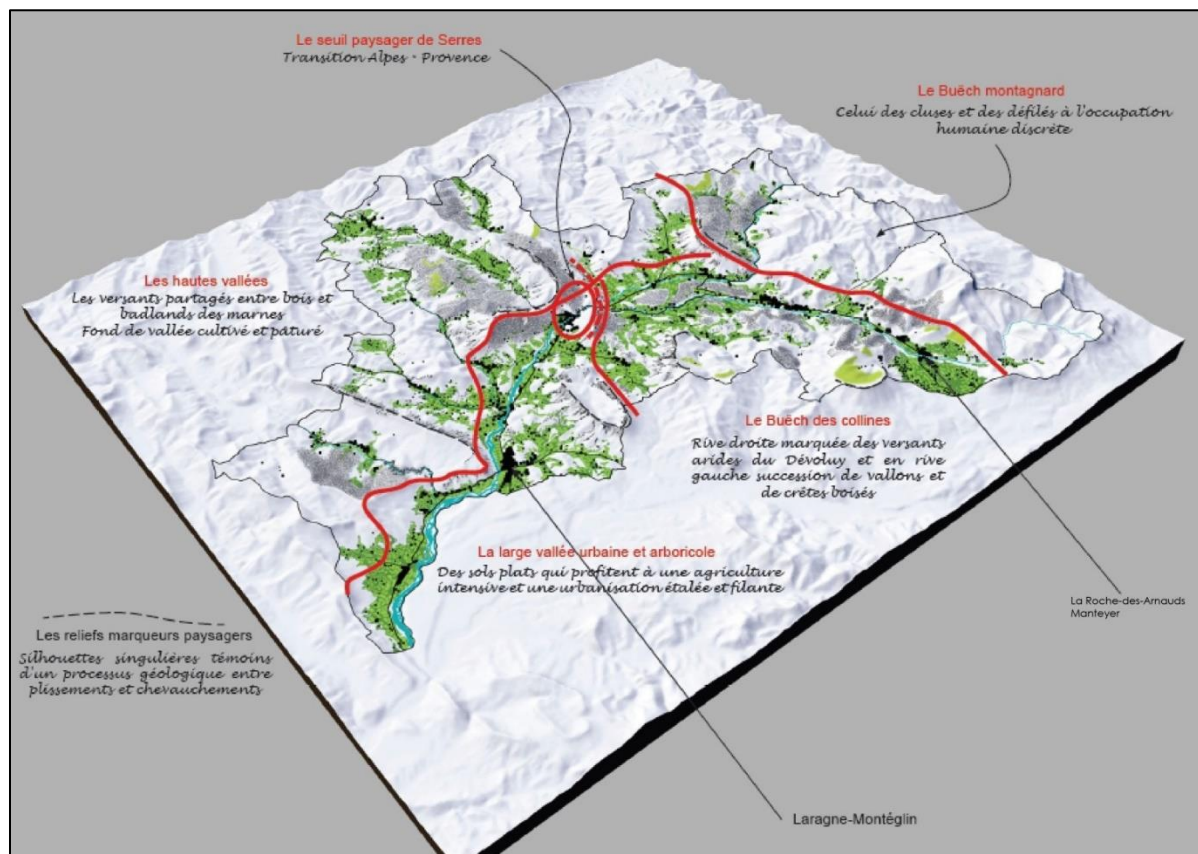 Le seuil paysager de Serres
Transition Alpes - Provence
Le Buëch montagnard
Celui des cluses et des défilés à l'occupation
humaine discrète
Les hautes vallées
Les versants partagés entre bois et
badlands des marnes
Fond de vallée cultivé et pâturé
Le Buëch des collines
Rive droite marquée des versants
arides du Dévoluy et en rive
gauche succession de vallons et
de crêtes boisés
La large vallée urbaine et arboricole
Des sols plats qui profitent à une agriculture
intensive et une urbanisation étalée et filante
La Roche-des-Arnauds
Manteyer
Les reliefs marqueurs paysagers
Silhouettes singulières témoins
d'un processus géologique entre
plissements et chevauchements
Laragne-Montéglin